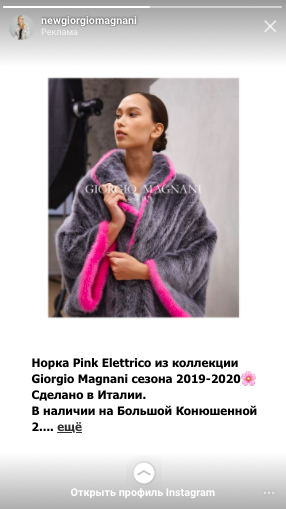 newgiorgiomagnani
Реклама
GIORGIO MAGNANI
Норка Pink Elettrico из коллекции
Giorgio Magnani сезона 2019-2020🌸
Сделано в Италии.
В наличии на Большой Конюшенной
2.... ещё
Открыть профиль Instagram